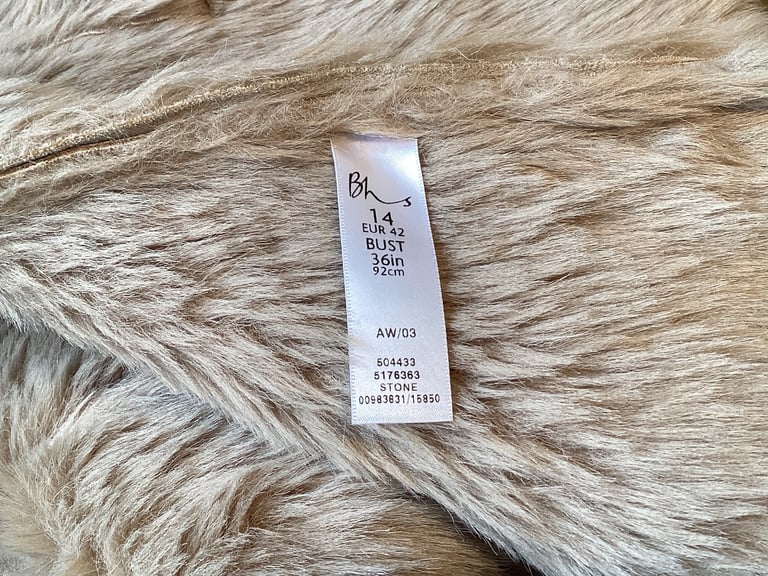 Bhs
14
EUR 42
BUST
36in
92cm
AW/03
504433
5176363
STONE
00983831/15850